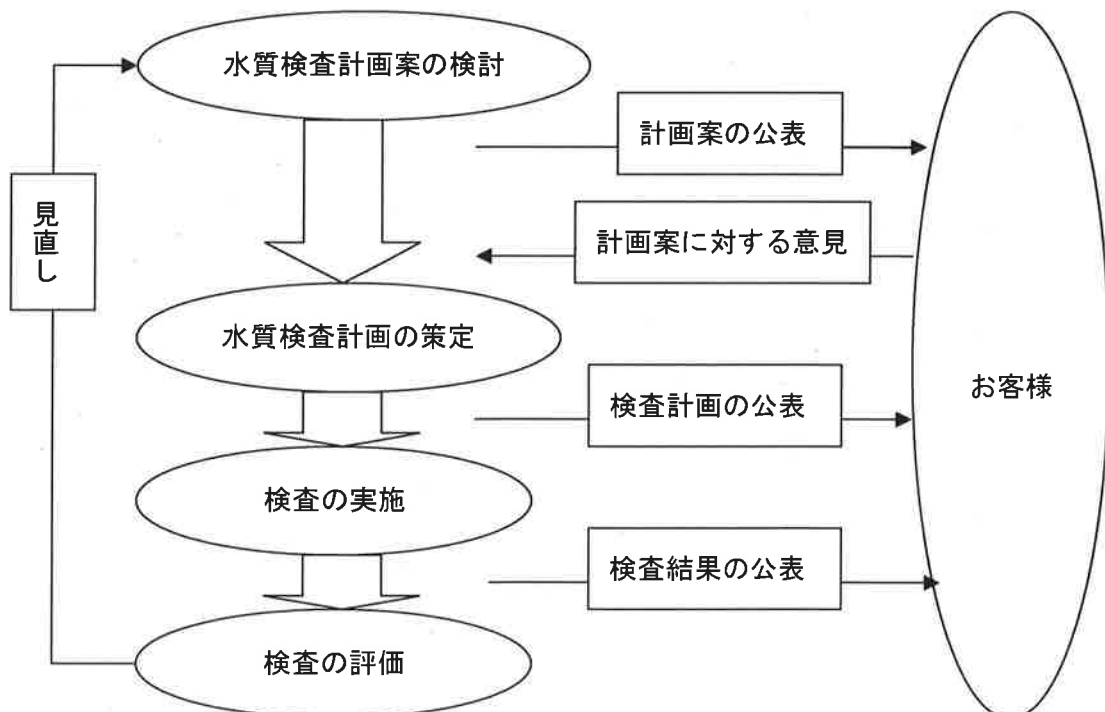 水質検査計画案の検討
計画案の公表
見直し
計画案に対する意見
水質検査計画の策定
お客様
検査計画の公表
検査の実施
検査結果の公表
検査の評価